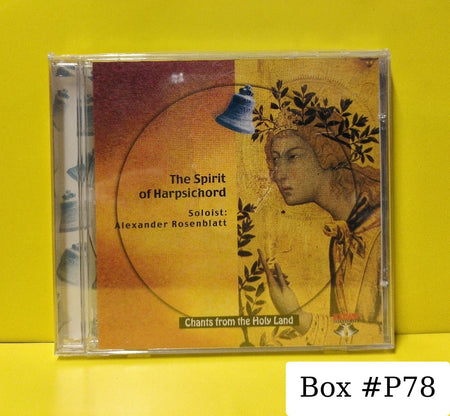 The Spirit
of Harpsichord
Soloist:
Alexander Rosenblatt
Chants from the Holy Land
Box #P78